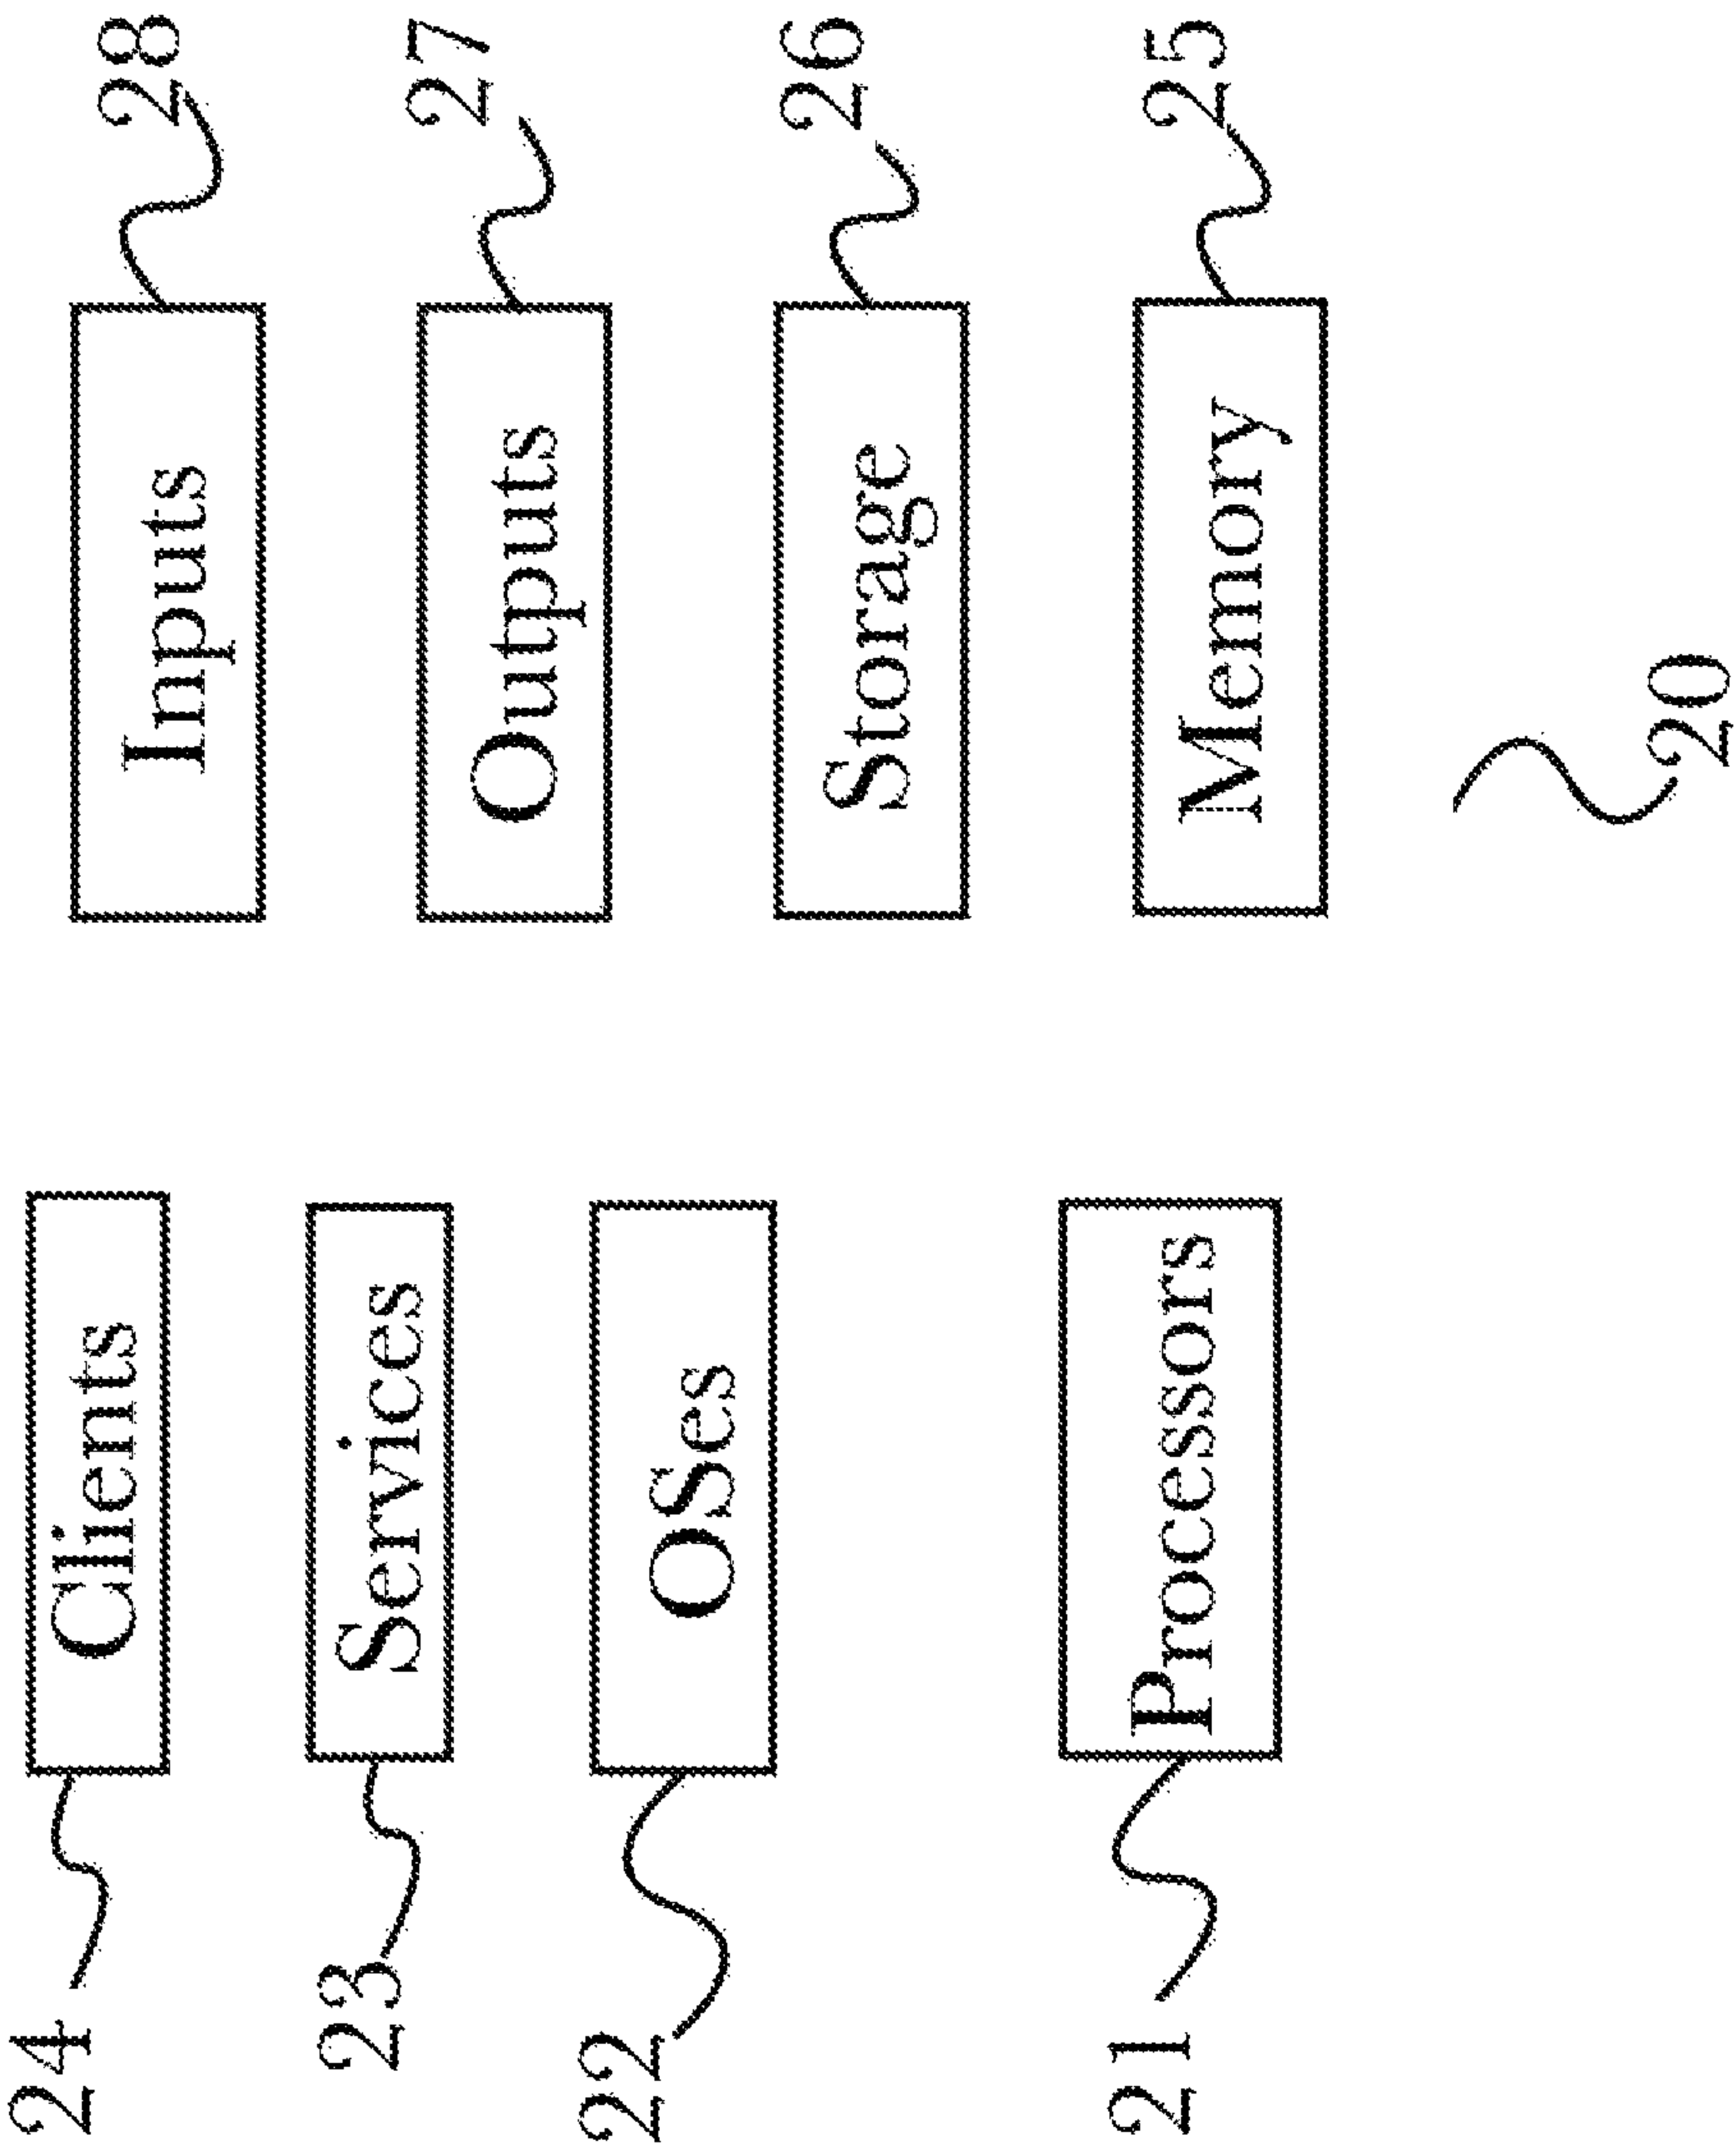 24 Clients Inputs 28
23 Services Outputs 27
22 OSes Storage 26
21 Processors Memory 25
20